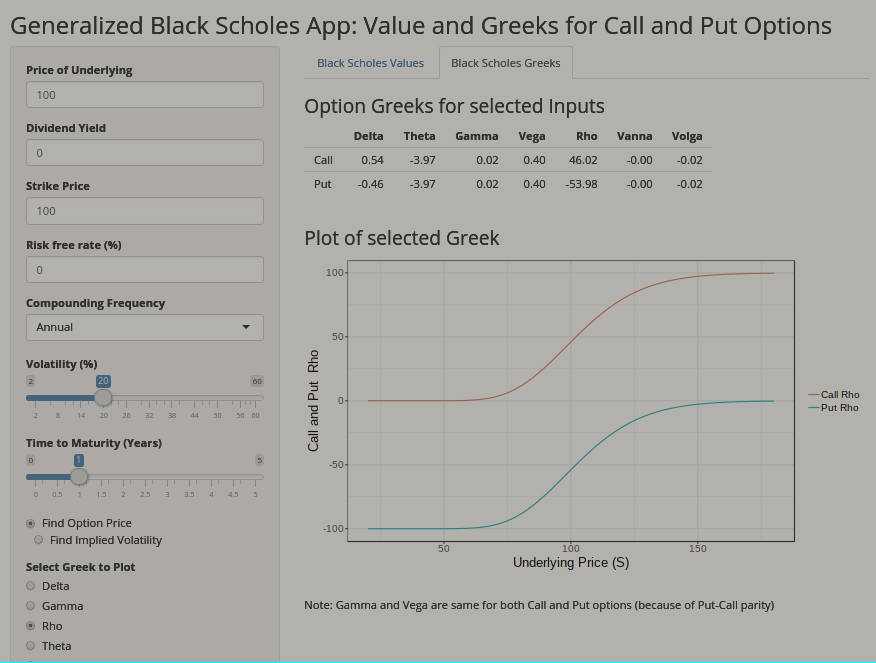 Generalized Black Scholes App: Value and Greeks for Call and Put Options
Price of Underlying
100
Dividend Yield
0
Strike Price
100
Risk free rate (%)
0
Compounding Frequency
Annual
Volatility (%)
2 20 60
2 8 14 20 26 32 38 44 50 56 60
Time to Maturity (Years)
0 1 5
0 0.5 1 1.5 2 2.5 3 3.5 4 4.5 5
Find Option Price
Find Implied Volatility
Select Greek to Plot
Delta
Gamma
Rho
Theta
Black Scholes Values Black Scholes Greeks
Option Greeks for selected Inputs
Delta Theta Gamma Vega Rho Vanna Volga
Call 0.54 -3.97 0.02 0.40 46.02 -0.00 -0.02
Put -0.46 -3.97 0.02 0.40 -53.98 -0.00 -0.02
Plot of selected Greek
Call and Put Rho
100
50
0
-50
-100
50 100 150
Underlying Price (S)
Call Rho
Put Rho
Note: Gamma and Vega are same for both Call and Put options (because of Put-Call parity)